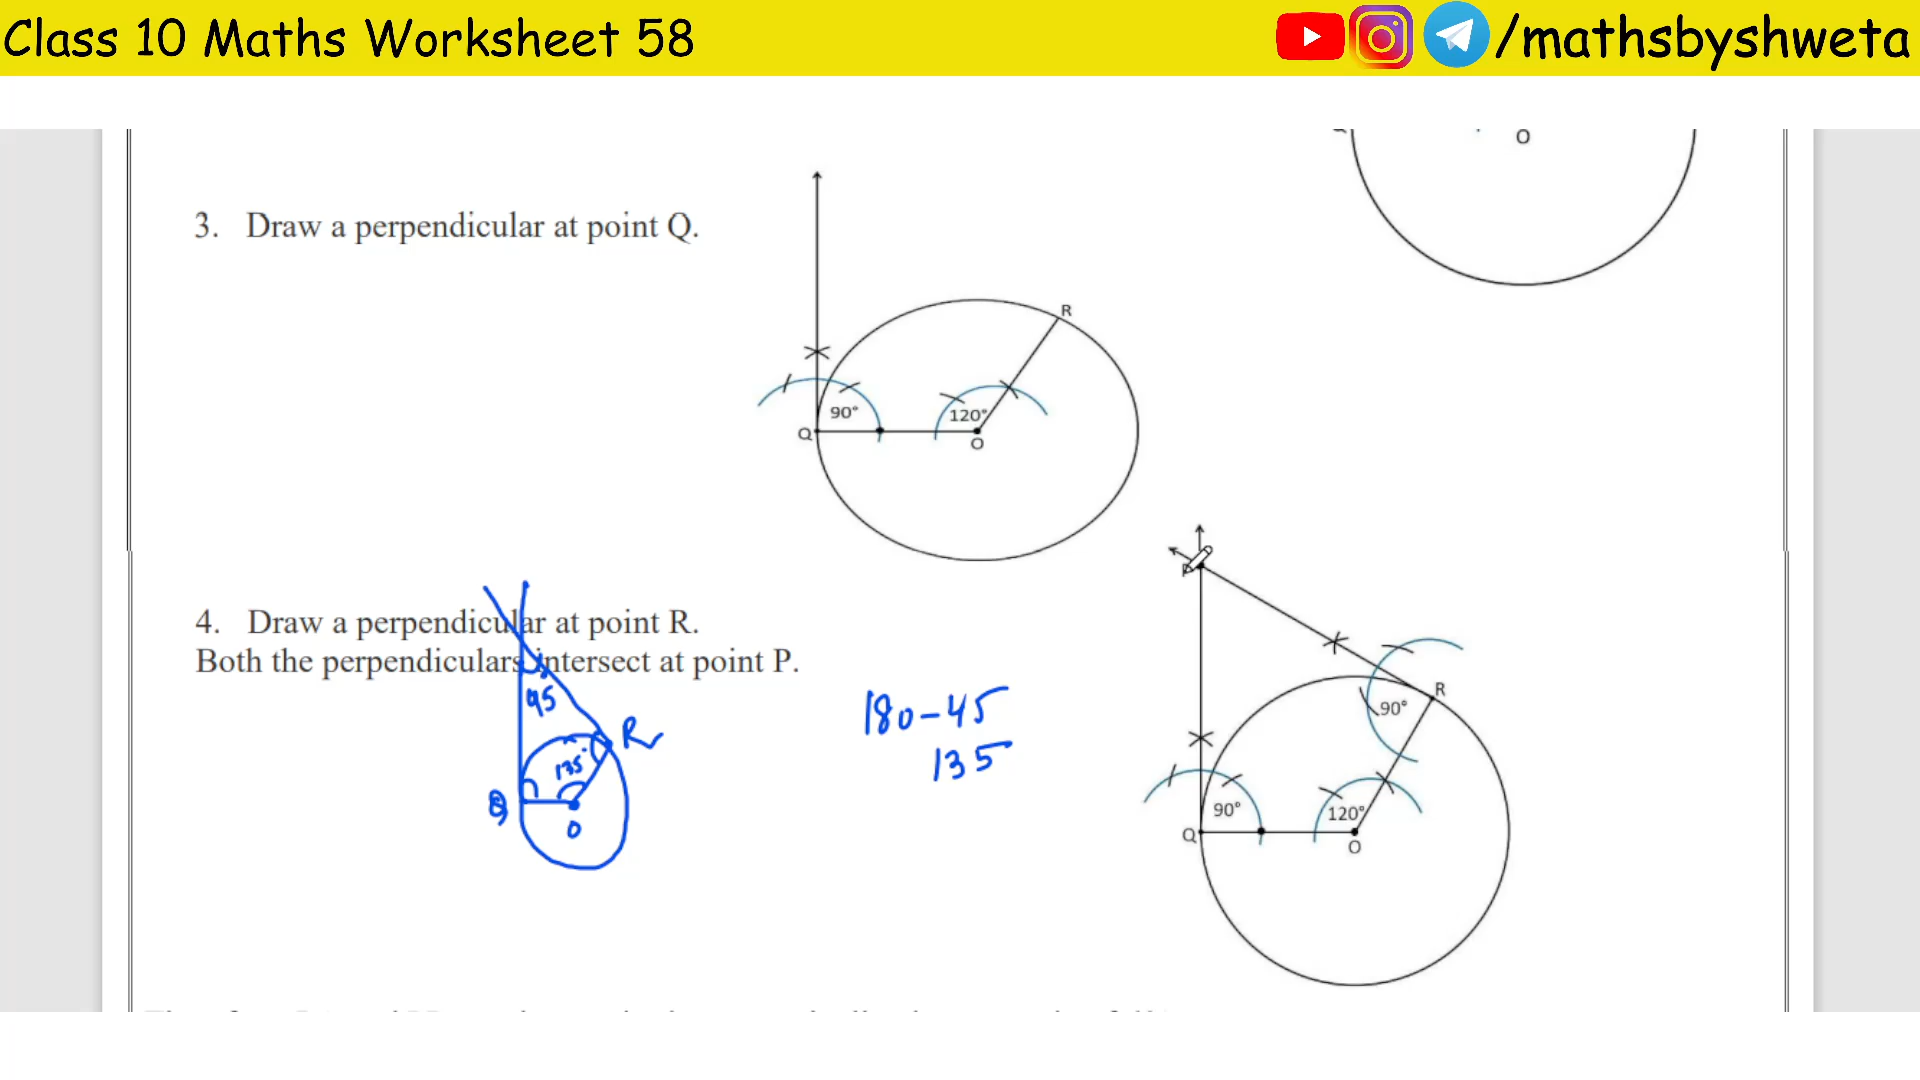 Class 10 Maths Worksheet 58
/mathsbyshweta
O
3. Draw a perpendicular at point Q.
R
90°
120°
Q
O
4. Draw a perpendicular at point R.
Both the perpendiculars intersect at point P.
45
R
135°
Q
O
180-45
135
R
90°
90°
120°
Q
O